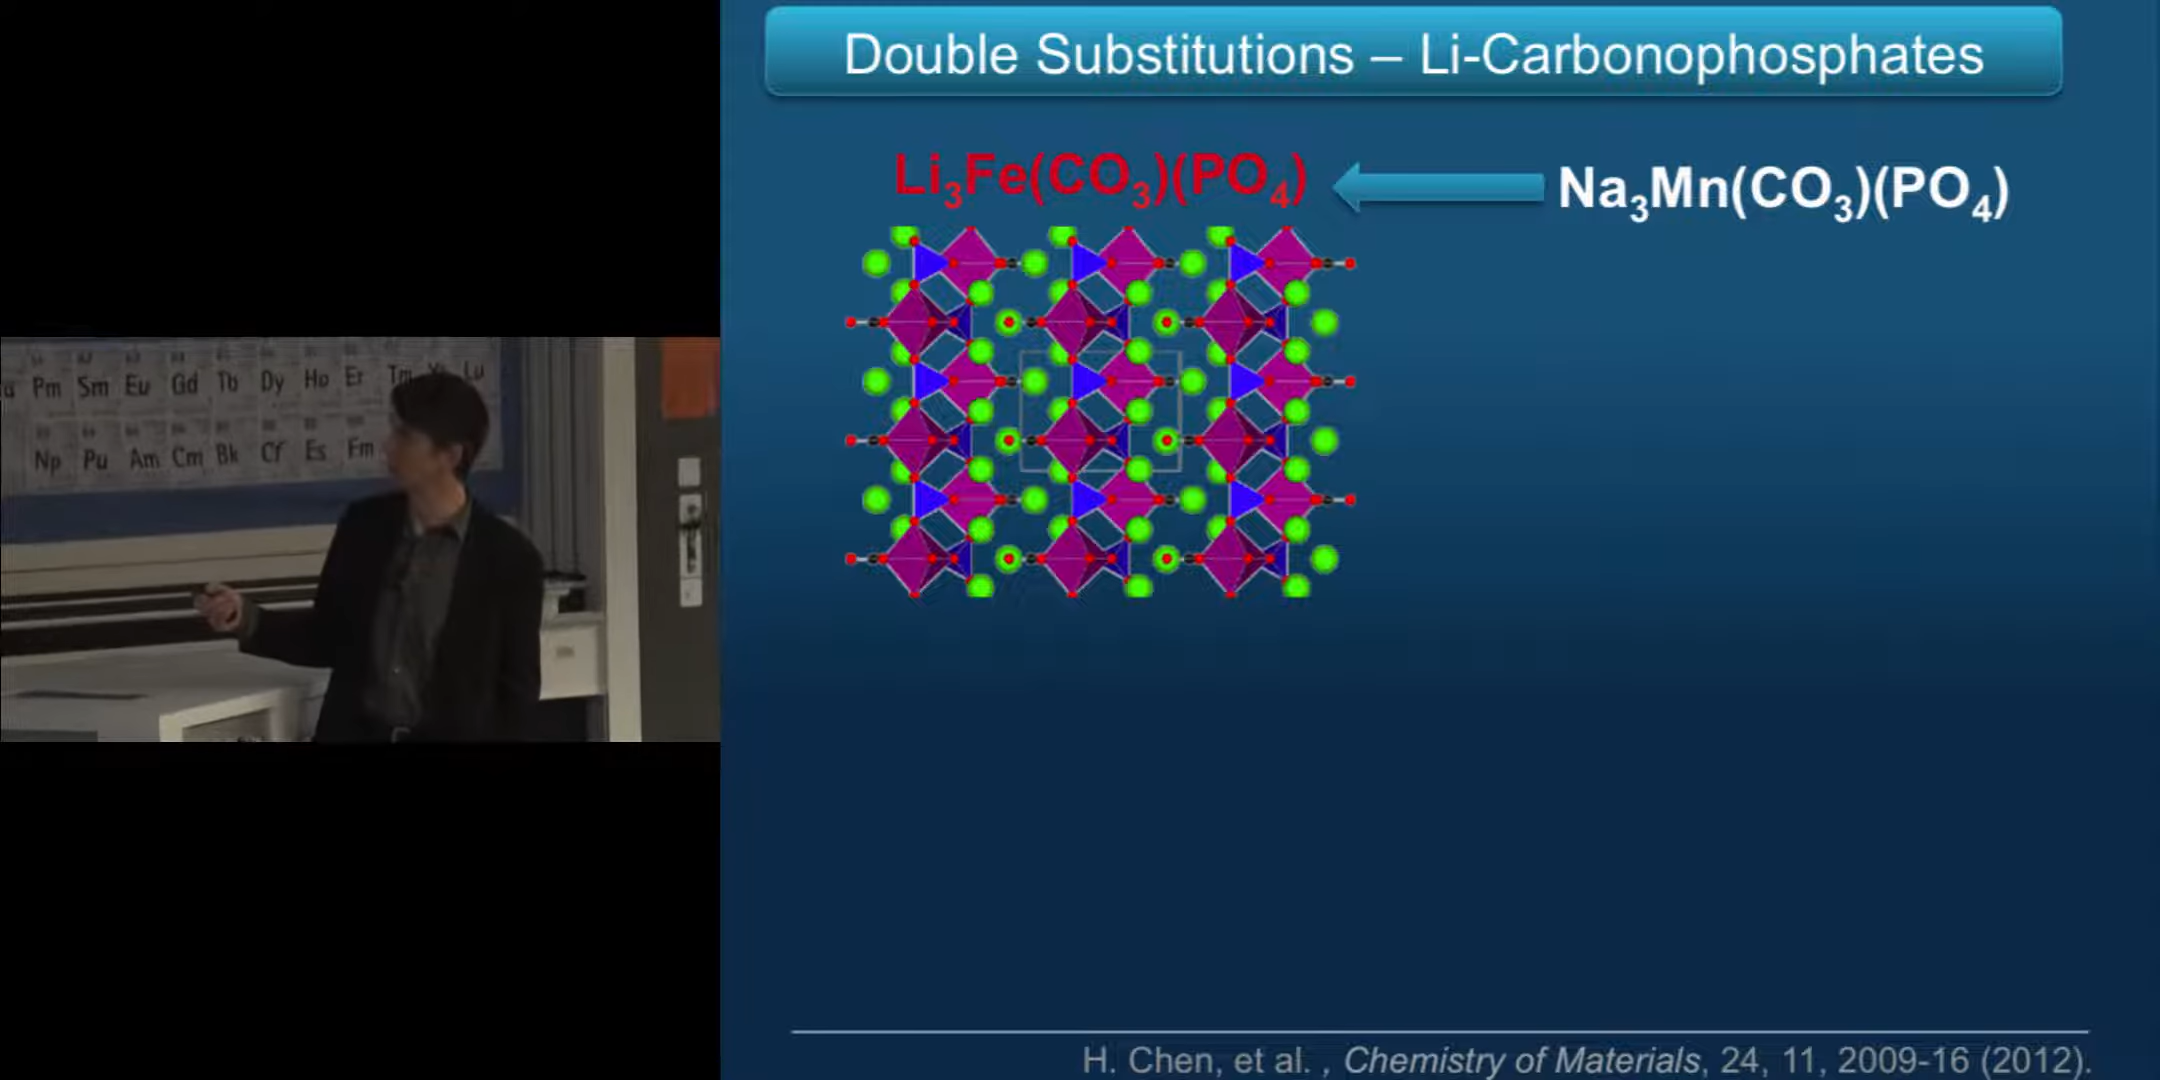 Double Substitutions – Li-Carbonophosphates
Li₃Fe(CO₃)(PO₄)
Na₃Mn(CO₃)(PO₄)
Pm Sm Eu Gd Tb Dy Ho Er Tm Yb Lu
Np Pu Am Cm Bk Cf Es Fm
H. Chen, et al. , Chemistry of Materials, 24, 11, 2009-16 (2012).